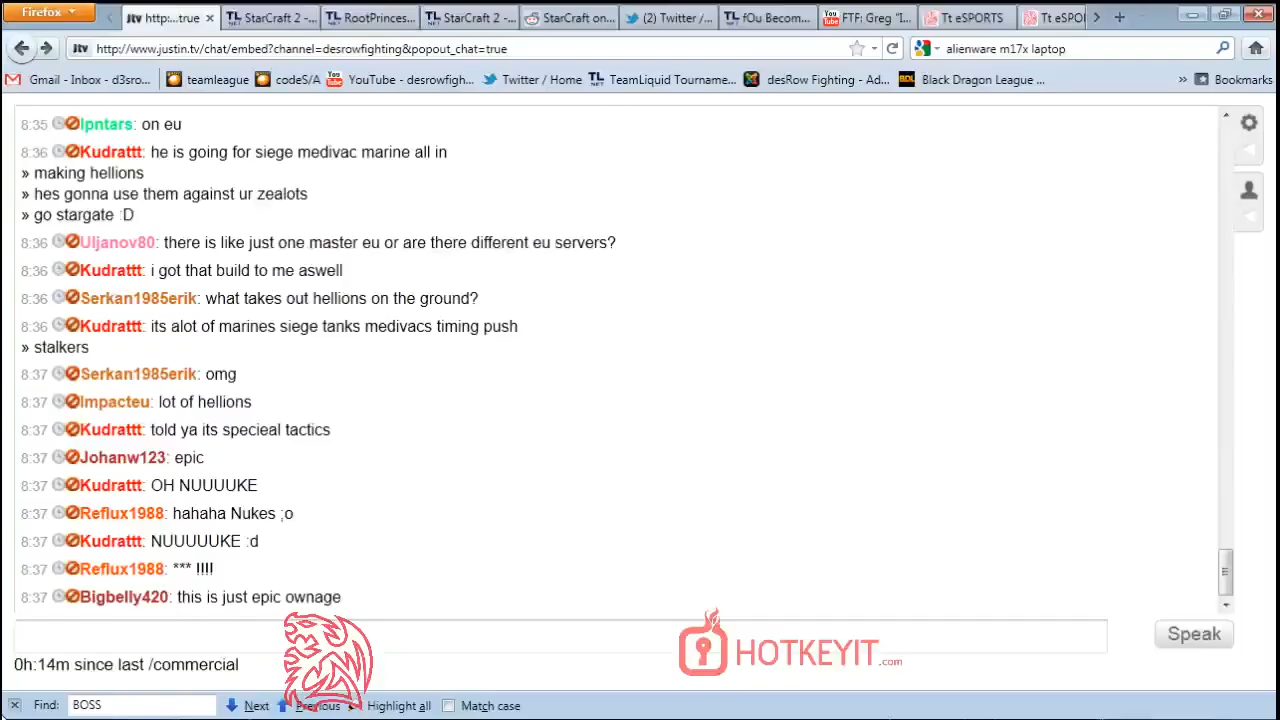 Firefox
http:...true
StarCraft 2 -...
RootPrinces...
StarCraft 2 -...
StarCraft on...
(2) Twitter /...
fOu Becom...
FTF: Greg "I...
Tt eSPORTS
Tt eSPO
jtv http://www.justin.tv/chat/embed?channel=desrowfighting&popout_chat=true
alienware m17x laptop
Gmail - Inbox - d3sro...
teamleague
codeS/A
YouTube - desrowfigh...
Twitter / Home
TeamLiquid Tourname...
desRow Fighting - Ad...
Black Dragon League ...
» Bookmarks
8:35 Ipntars: on eu
8:36 Kudrattt: he is going for siege medivac marine all in
» making hellions
» hes gonna use them against ur zealots
» go stargate :D
8:36 Uljanov80: there is like just one master eu or are there different eu servers?
8:36 Kudrattt: i got that build to me aswell
8:36 Serkan1985erik: what takes out hellions on the ground?
8:36 Kudrattt: its alot of marines siege tanks medivacs timing push
» stalkers
8:37 Serkan1985erik: omg
8:37 Impacteu: lot of hellions
8:37 Kudrattt: told ya its specieal tactics
8:37 Johanw123: epic
8:37 Kudrattt: OH NUUUUKE
8:37 Reflux1988: hahaha Nukes ;o
8:37 Kudrattt: NUUUUUKE :d
8:37 Reflux1988: *** !!!!
8:37 Bigbelly420: this is just epic ownage
Speak
0h:14m since last /commercial
HOTKEYIT.com
Find: BOSS Next Previous Highlight all Match case